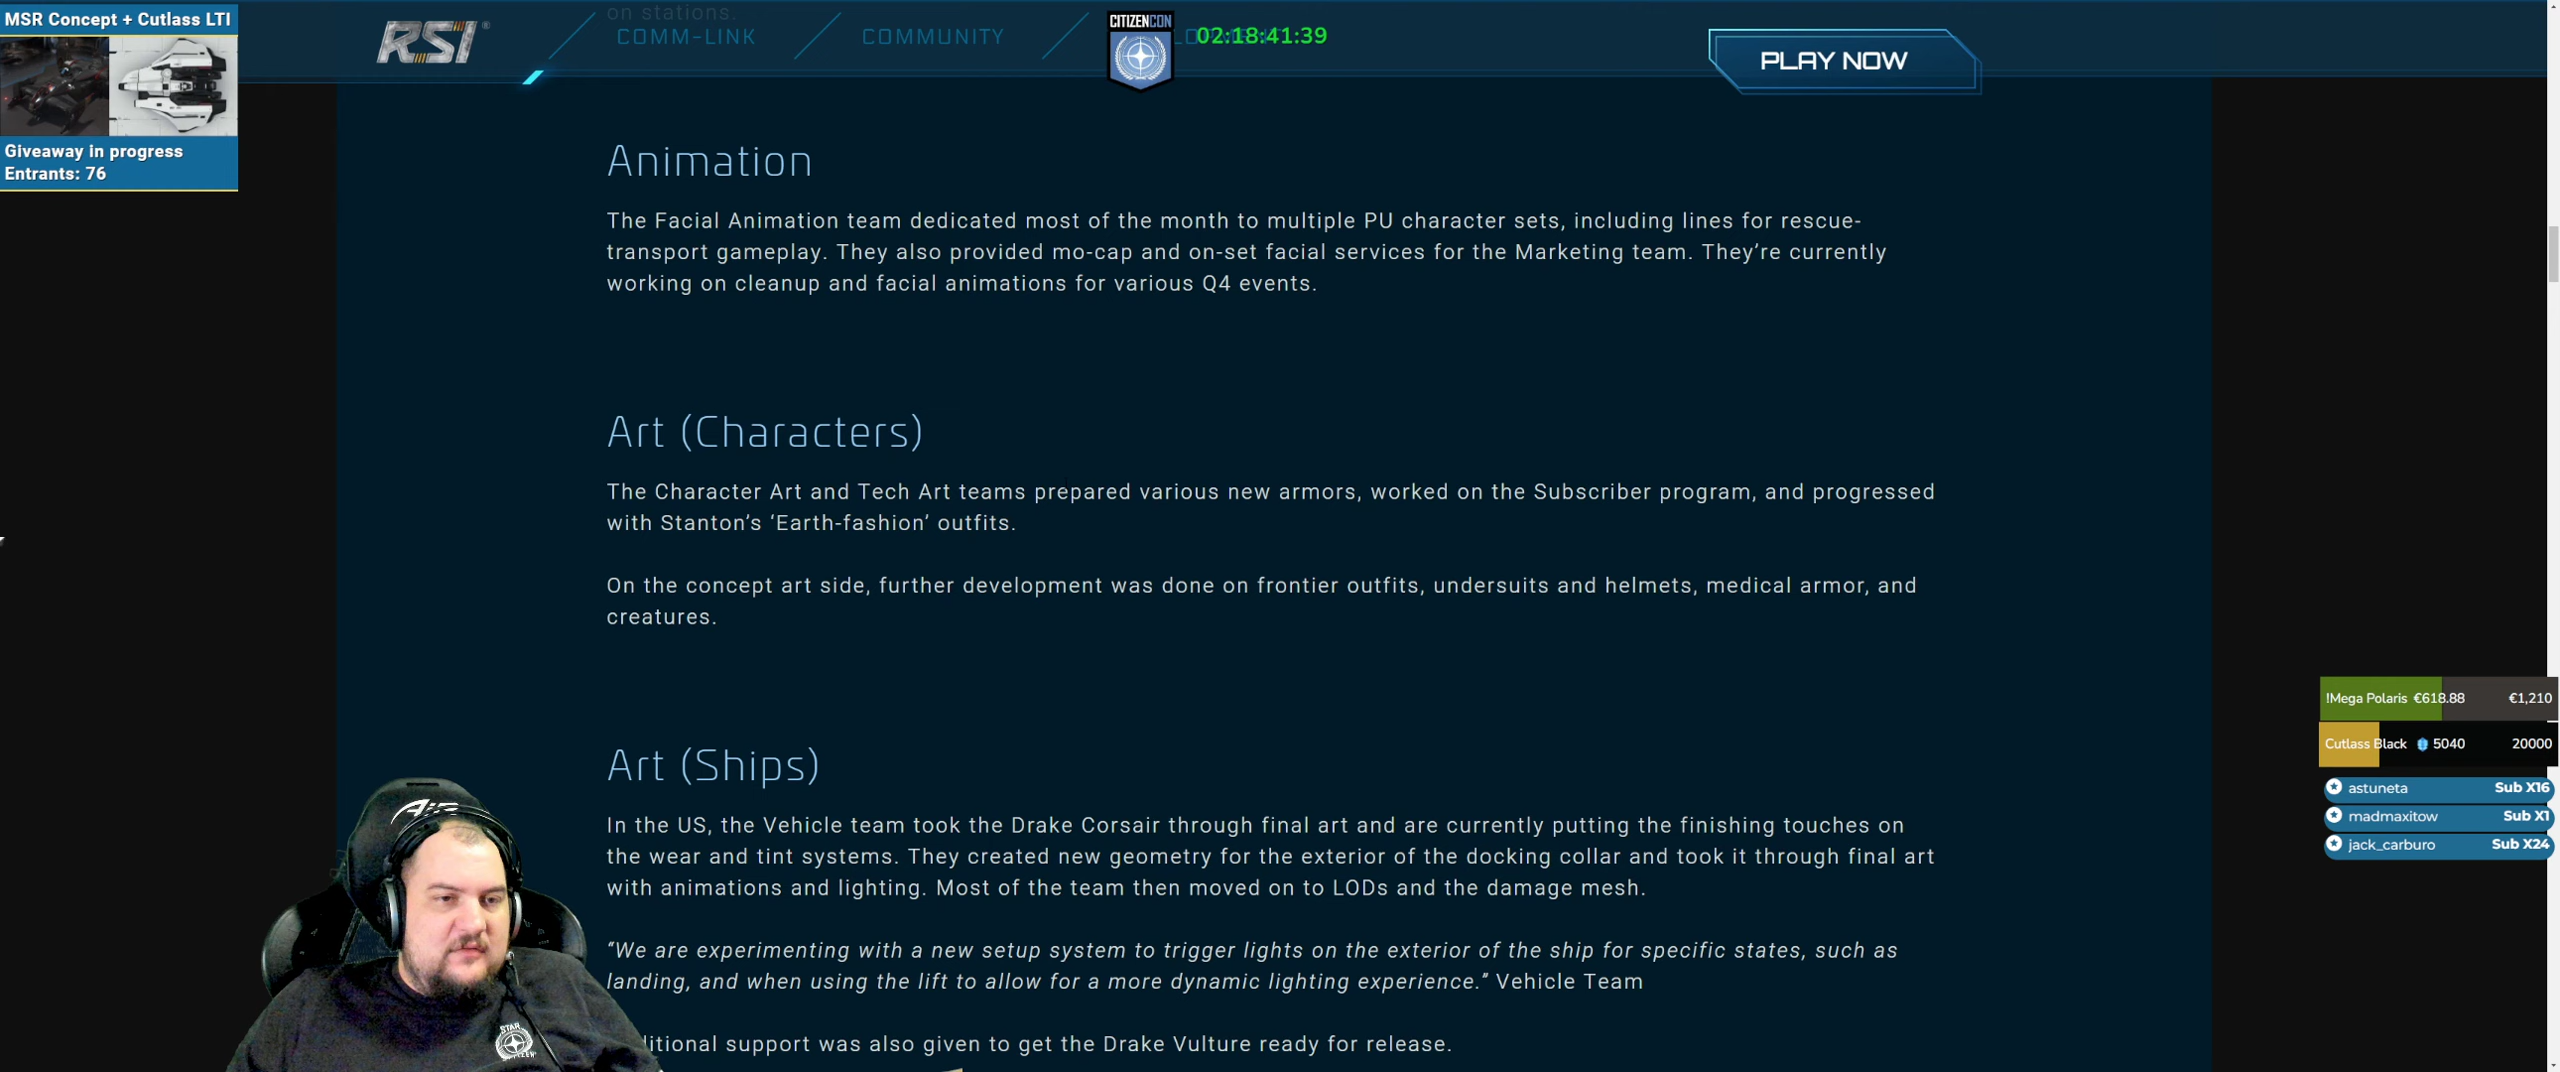 MSR Concept + Cutlass LTI
Giveaway in progress
Entrants: 76
on stations.
RSI
COMM-LINK
COMMUNITY
CITIZENCON
02:18:41:39
PLAY NOW
Animation
The Facial Animation team dedicated most of the month to multiple PU character sets, including lines for rescue-
transport gameplay. They also provided mo-cap and on-set facial services for the Marketing team. They’re currently
working on cleanup and facial animations for various Q4 events.
Art (Characters)
The Character Art and Tech Art teams prepared various new armors, worked on the Subscriber program, and progressed
with Stanton’s ‘Earth-fashion’ outfits.
On the concept art side, further development was done on frontier outfits, undersuits and helmets, medical armor, and
creatures.
Art (Ships)
In the US, the Vehicle team took the Drake Corsair through final art and are currently putting the finishing touches on
the wear and tint systems. They created new geometry for the exterior of the docking collar and took it through final art
with animations and lighting. Most of the team then moved on to LODs and the damage mesh.
“We are experimenting with a new setup system to trigger lights on the exterior of the ship for specific states, such as
landing, and when using the lift to allow for a more dynamic lighting experience.” Vehicle Team
itional support was also given to get the Drake Vulture ready for release.
!Mega Polaris €618.88 €1,210
Cutlass Black 5040 20000
astuneta Sub X16
madmaxitow Sub X1
jack_carburo Sub X24
STAR